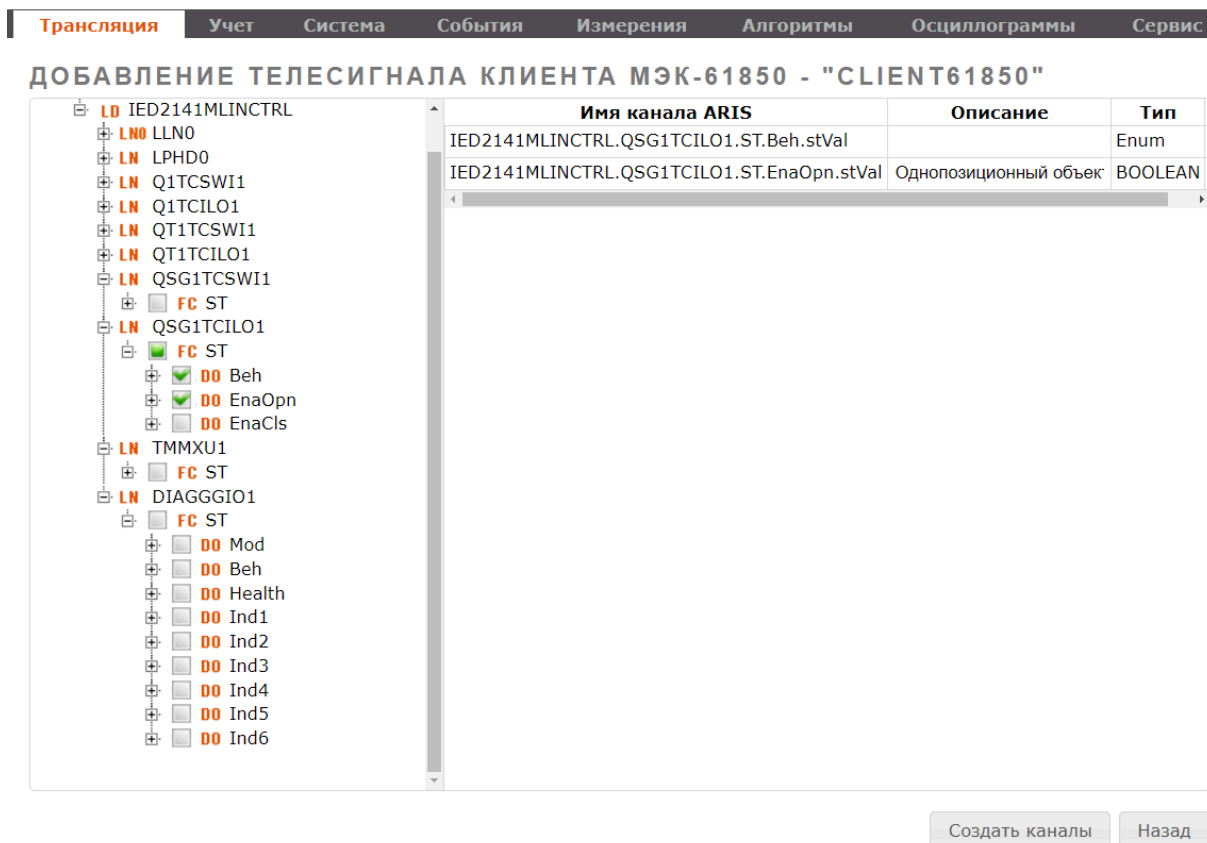 Трансляция Учет Система События Измерения Алгоритмы Осциллограммы Сервис
ДОБАВЛЕНИЕ ТЕЛЕСИГНАЛА КЛИЕНТА МЭК-61850 - "CLIENT61850"
LD IED2141MLINCTRL
LN0 LLN0
LN LPHD0
LN Q1TCSWI1
LN Q1TCILO1
LN QT1TCSWI1
LN QT1TCILO1
LN QSG1TCSWI1
FC ST
LN QSG1TCILO1
FC ST
DO Beh
DO EnaOpn
DO EnaCls
LN TMMXU1
FC ST
LN DIAGGGIO1
FC ST
DO Mod
DO Beh
DO Health
DO Ind1
DO Ind2
DO Ind3
DO Ind4
DO Ind5
DO Ind6
Имя канала ARIS Описание Тип
IED2141MLINCTRL.QSG1TCILO1.ST.Beh.stVal Enum
IED2141MLINCTRL.QSG1TCILO1.ST.EnaOpn.stVal Однопозиционный объек BOOLEAN
Создать каналы Назад